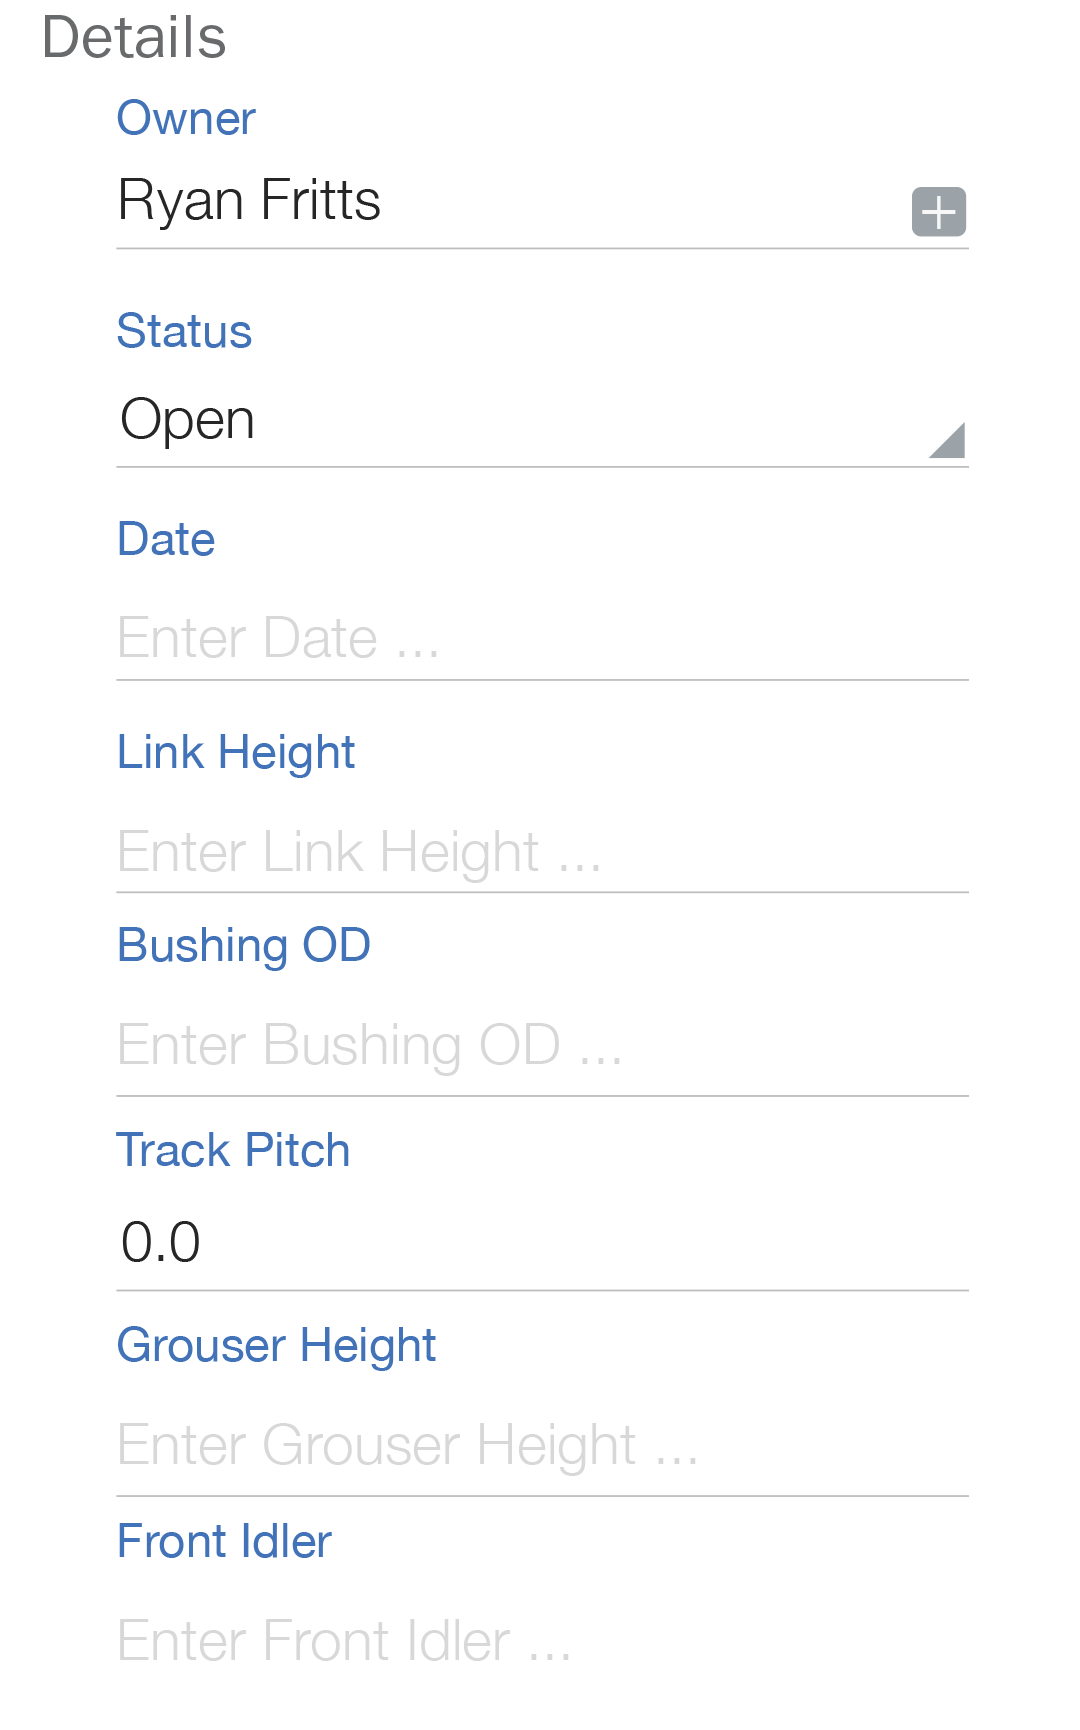 Details
Owner
Ryan Fritts
Status
Open
Date
Enter Date ...
Link Height
Enter Link Height ...
Bushing OD
Enter Bushing OD ...
Track Pitch
0.0
Grouser Height
Enter Grouser Height ...
Front Idler
Enter Front Idler ...